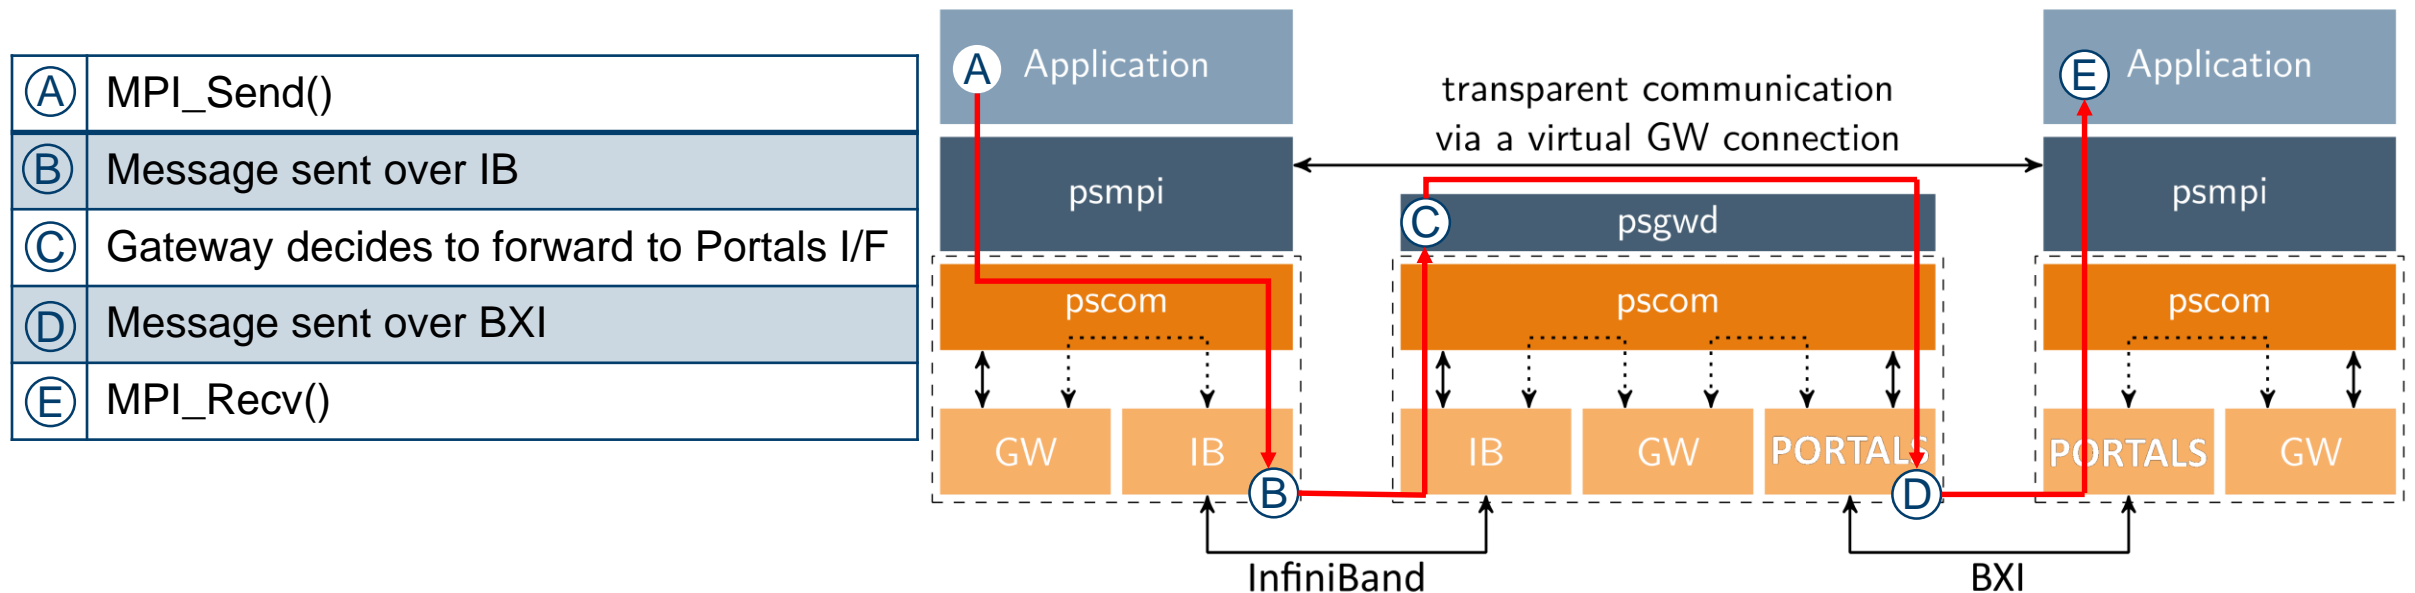 A MPI_Send()
B Message sent over IB
C Gateway decides to forward to Portals I/F
D Message sent over BXI
E MPI_Recv()
A Application
psmpi
pscom
GW IB
B
transparent communication
via a virtual GW connection
C psgwd
pscom
IB GW PORTALS
D
E Application
psmpi
pscom
PORTALS GW
InfiniBand
BXI